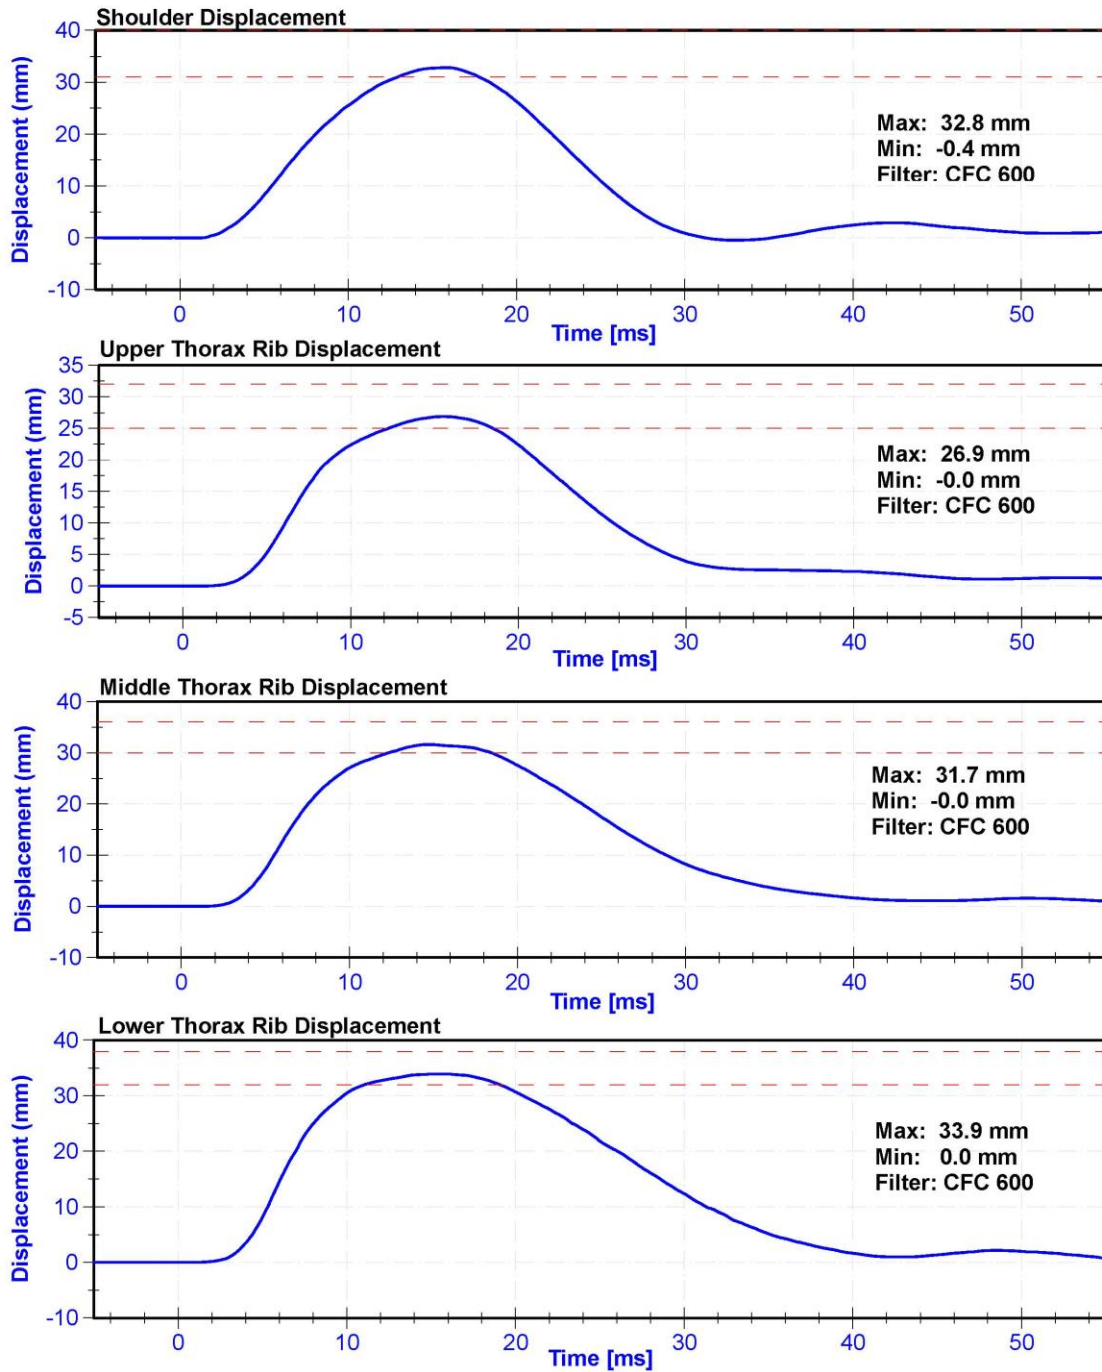 Shoulder Displacement
Displacement (mm)
40
30
20
10
0
-10
Max: 32.8 mm
Min: -0.4 mm
Filter: CFC 600
0 10 20 30 40 50
Time [ms]
Upper Thorax Rib Displacement
Displacement (mm)
35
30
25
20
15
10
5
0
-5
Max: 26.9 mm
Min: -0.0 mm
Filter: CFC 600
0 10 20 30 40 50
Time [ms]
Middle Thorax Rib Displacement
Displacement (mm)
40
30
20
10
0
-10
Max: 31.7 mm
Min: -0.0 mm
Filter: CFC 600
0 10 20 30 40 50
Time [ms]
Lower Thorax Rib Displacement
Displacement (mm)
40
30
20
10
0
-10
Max: 33.9 mm
Min: 0.0 mm
Filter: CFC 600
0 10 20 30 40 50
Time [ms]